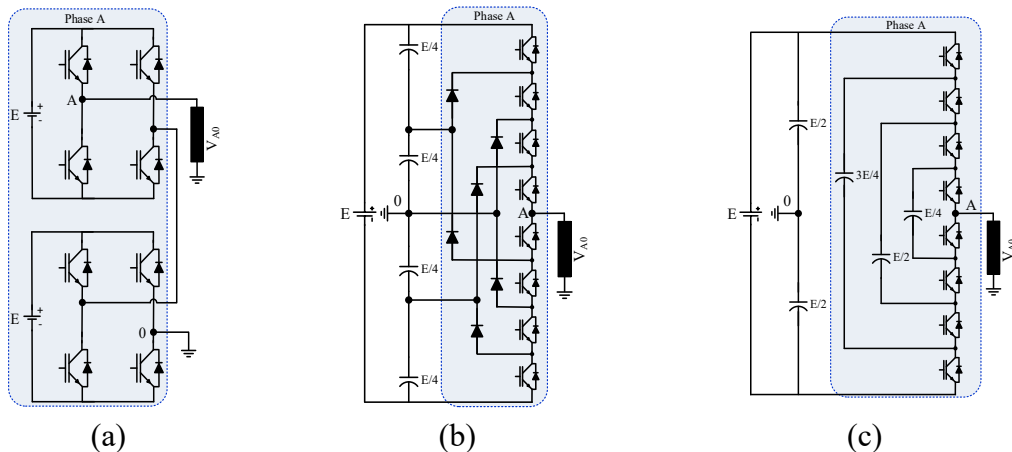 Phase A
E
+
-
A
V_A0
E
+
-
0
(a)
Phase A
E/4
E/4
0
E
+
A
V_A0
E/4
E/4
(b)
Phase A
E/2
3E/4
0
E
+
A
E/4
V_A0
E/2
E/2
(c)